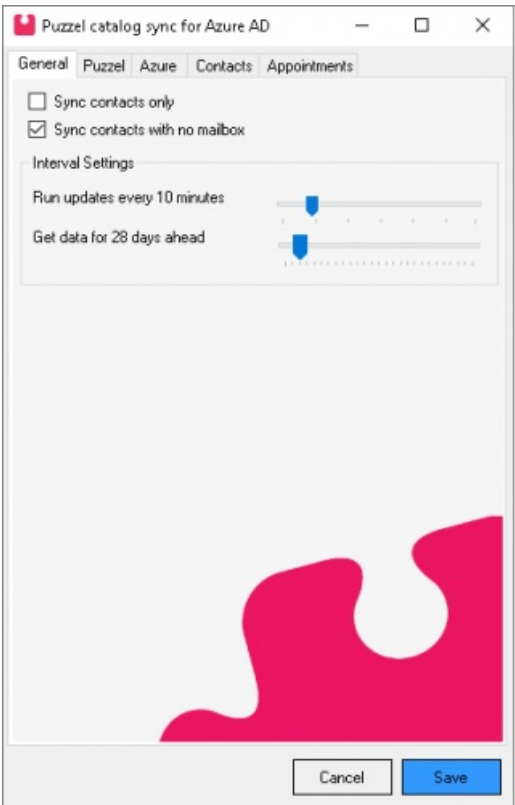 Puzzel catalog sync for Azure AD
General Puzzel Azure Contacts Appointments
Sync contacts only
Sync contacts with no mailbox
Interval Settings
Run updates every 10 minutes
Get data for 28 days ahead
Cancel Save